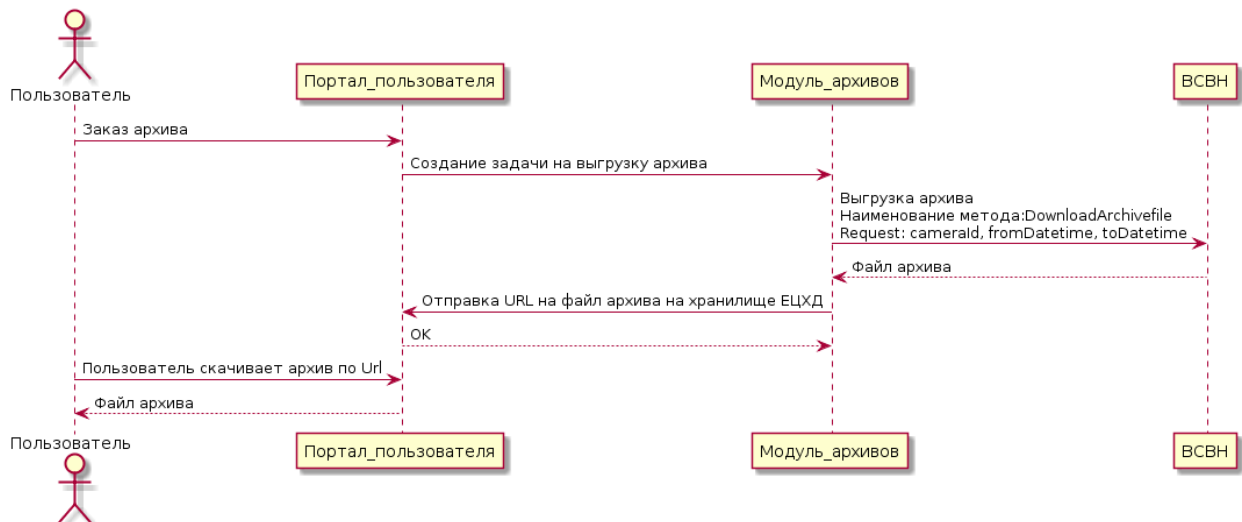 Пользователь
Портал_пользователя
Модуль_архивов
ВСВН
Заказ архива
Создание задачи на выгрузку архива
Выгрузка архива
Наименование метода:DownloadArchivefile
Request: cameraId, fromDatetime, toDatetime
Файл архива
Отправка URL на файл архива на хранилище ЕЦХД
OK
Пользователь скачивает архив по Url
Файл архива
Пользователь
Портал_пользователя
Модуль_архивов
ВСВН